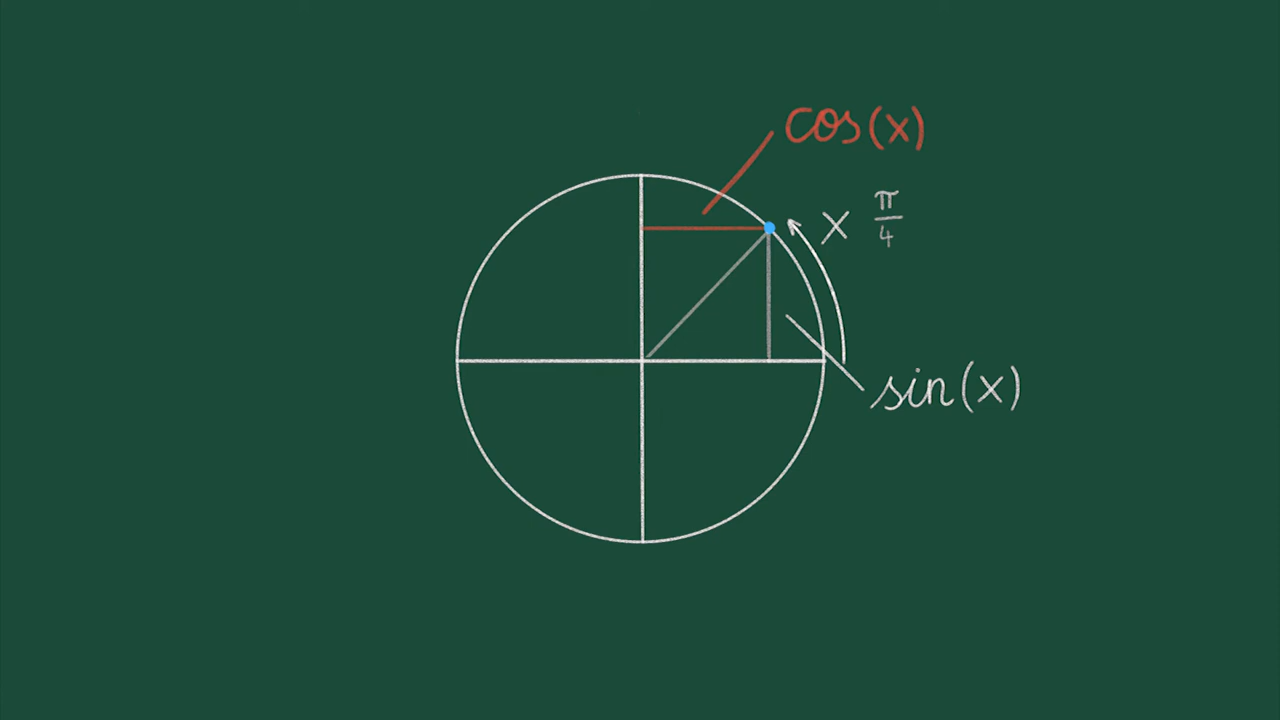 cos(x)
x π/4
sin(x)